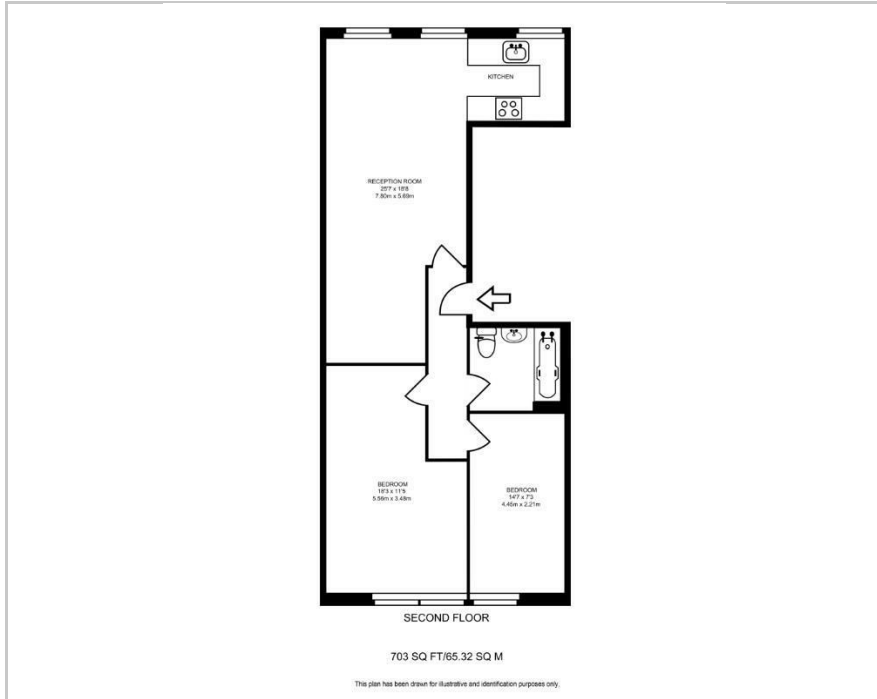 KITCHEN
RECEPTION ROOM
25'7 x 18'8
7.80m x 5.69m
BEDROOM
18'3 x 11'5
5.56m x 3.48m
BEDROOM
14'7 x 7'3
4.45m x 2.21m
SECOND FLOOR
703 SQ FT/65.32 SQ M
This plan has been drawn for illustrative and identification purposes only.